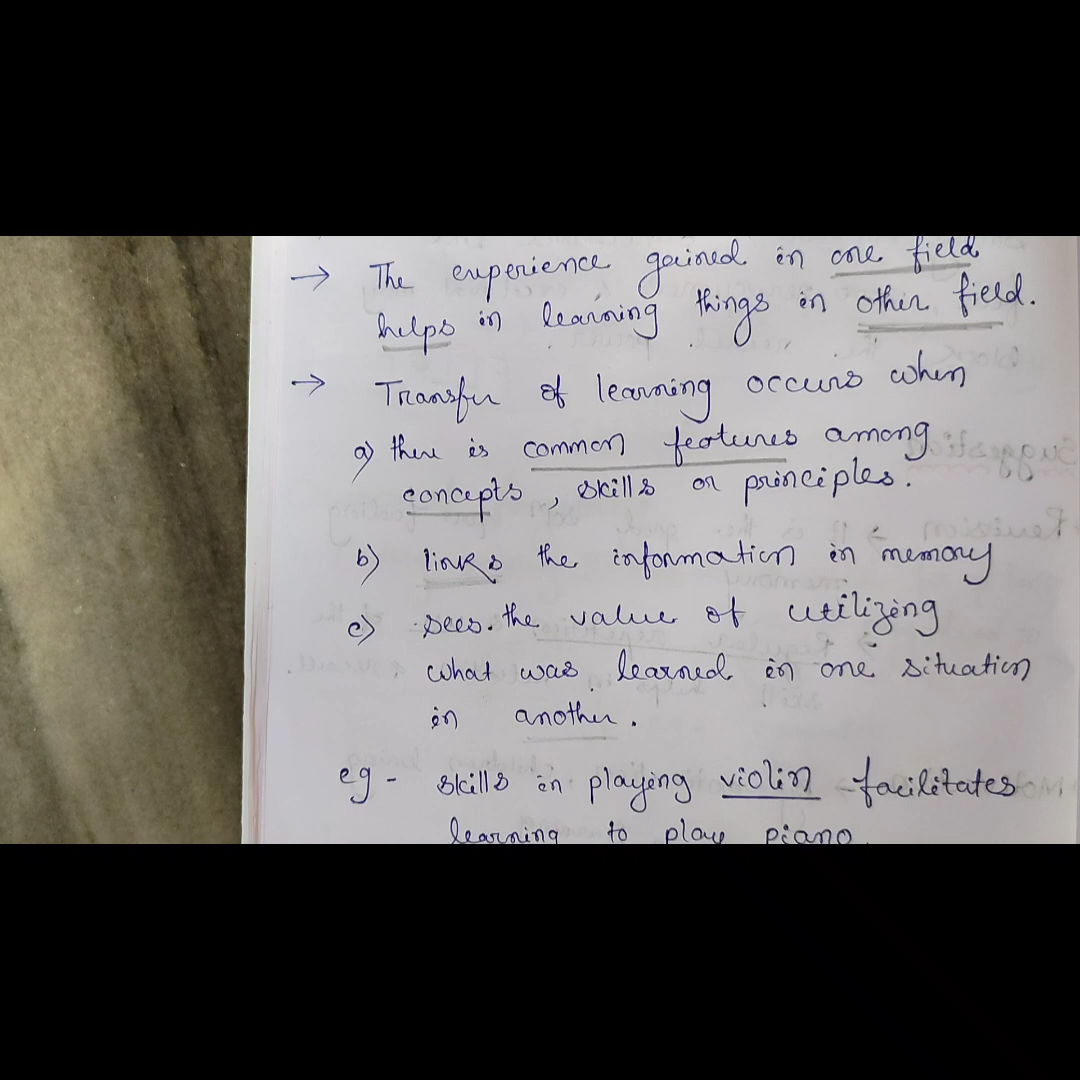 → The experience gained in one field
helps in learning things in other field.
→ Transfer of learning occurs when
a) there is common features among
concepts, skills or principles.
b) links the information in memory
c) sees the value of utilizing
what was learned in one situation
in another.
eg - skills in playing violin facilitates
learning to play piano.